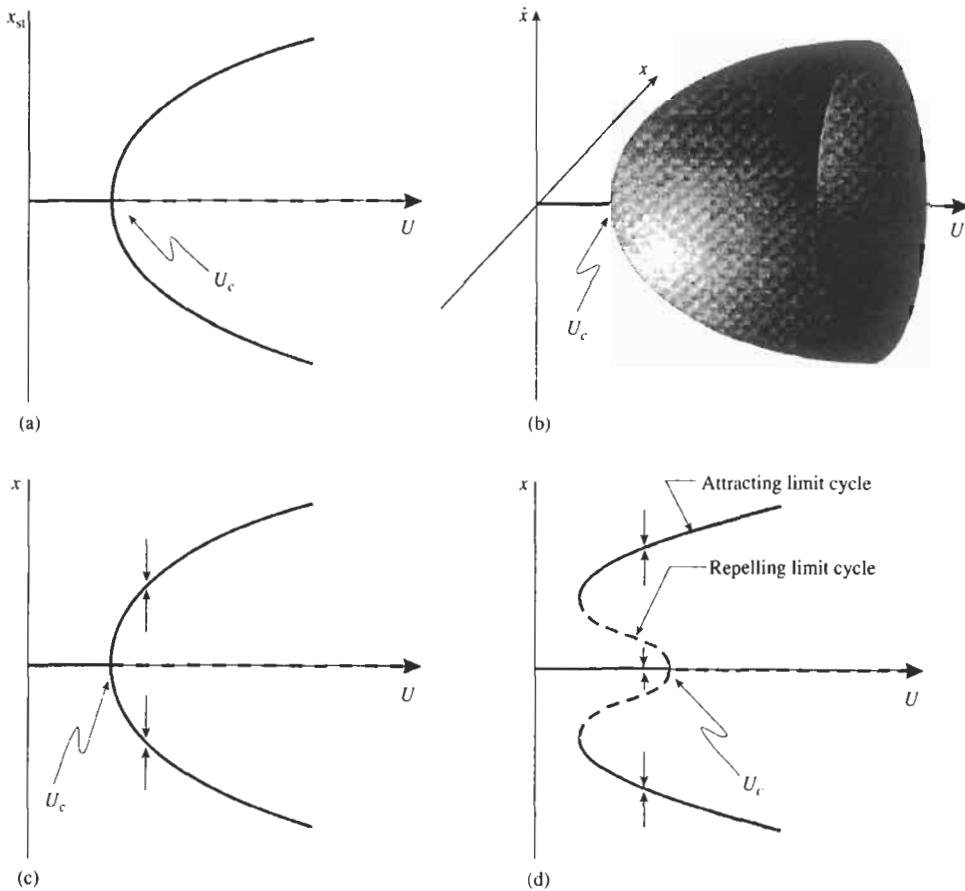 x_st
U
U_c
(a)
ẋ
x
U
U_c
(b)
x
U
U_c
(c)
x
Attracting limit cycle
Repelling limit cycle
U
U_c
(d)